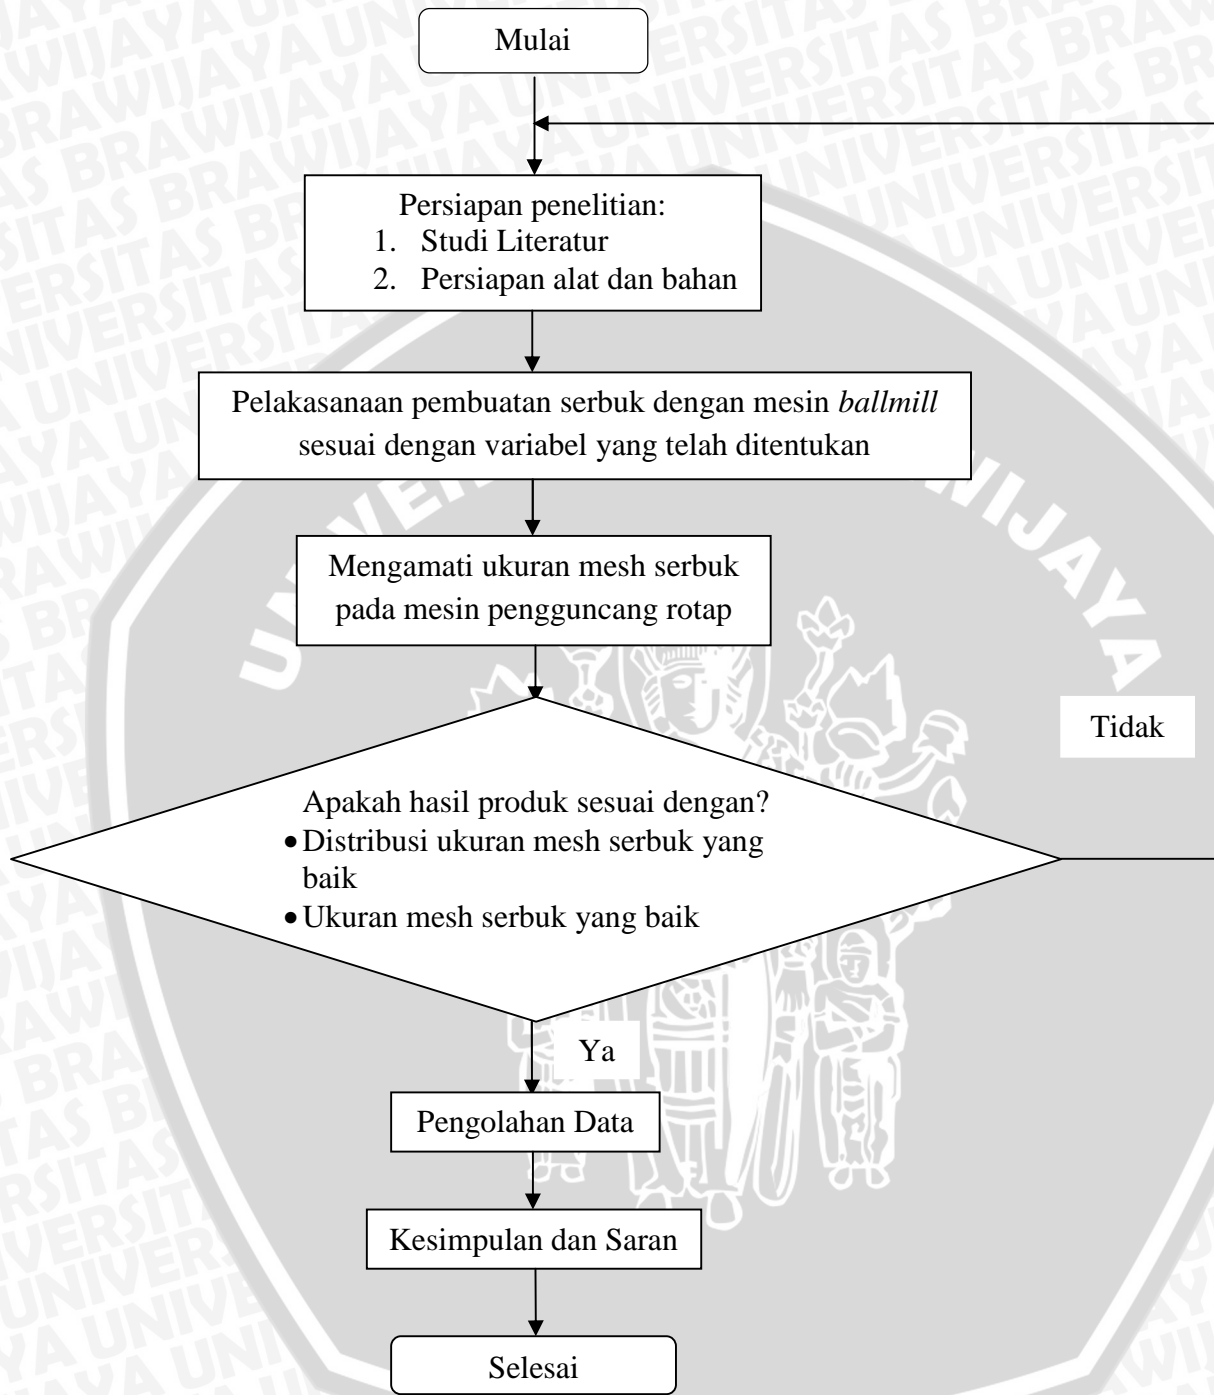 Mulai
Persiapan penelitian:
1. Studi Literatur
2. Persiapan alat dan bahan
Pelakasanaan pembuatan serbuk dengan mesin ballmill
sesuai dengan variabel yang telah ditentukan
Mengamati ukuran mesh serbuk
pada mesin pengguncang rotap
Tidak
Apakah hasil produk sesuai dengan?
• Distribusi ukuran mesh serbuk yang
baik
• Ukuran mesh serbuk yang baik
Ya
Pengolahan Data
Kesimpulan dan Saran
Selesai